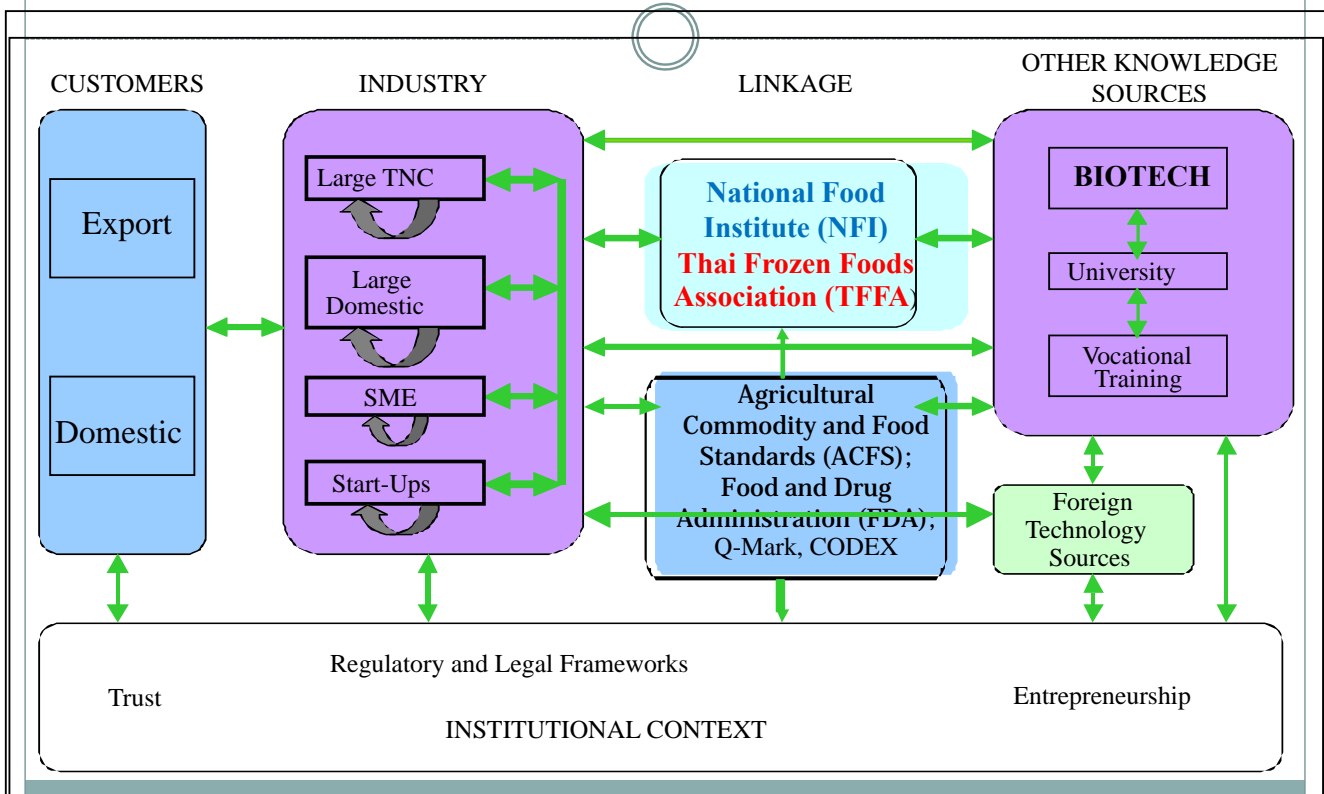 CUSTOMERS
INDUSTRY
LINKAGE
OTHER KNOWLEDGE
SOURCES
Export
Domestic
Large TNC
Large
Domestic
SME
Start-Ups
National Food
Institute (NFI)
Thai Frozen Foods
Association (TFFA)
Agricultural
Commodity and Food
Standards (ACFS);
Food and Drug
Administration (FDA);
Q-Mark, CODEX
BIOTECH
University
Vocational
Training
Foreign
Technology
Sources
Regulatory and Legal Frameworks
Trust
Entrepreneurship
INSTITUTIONAL CONTEXT